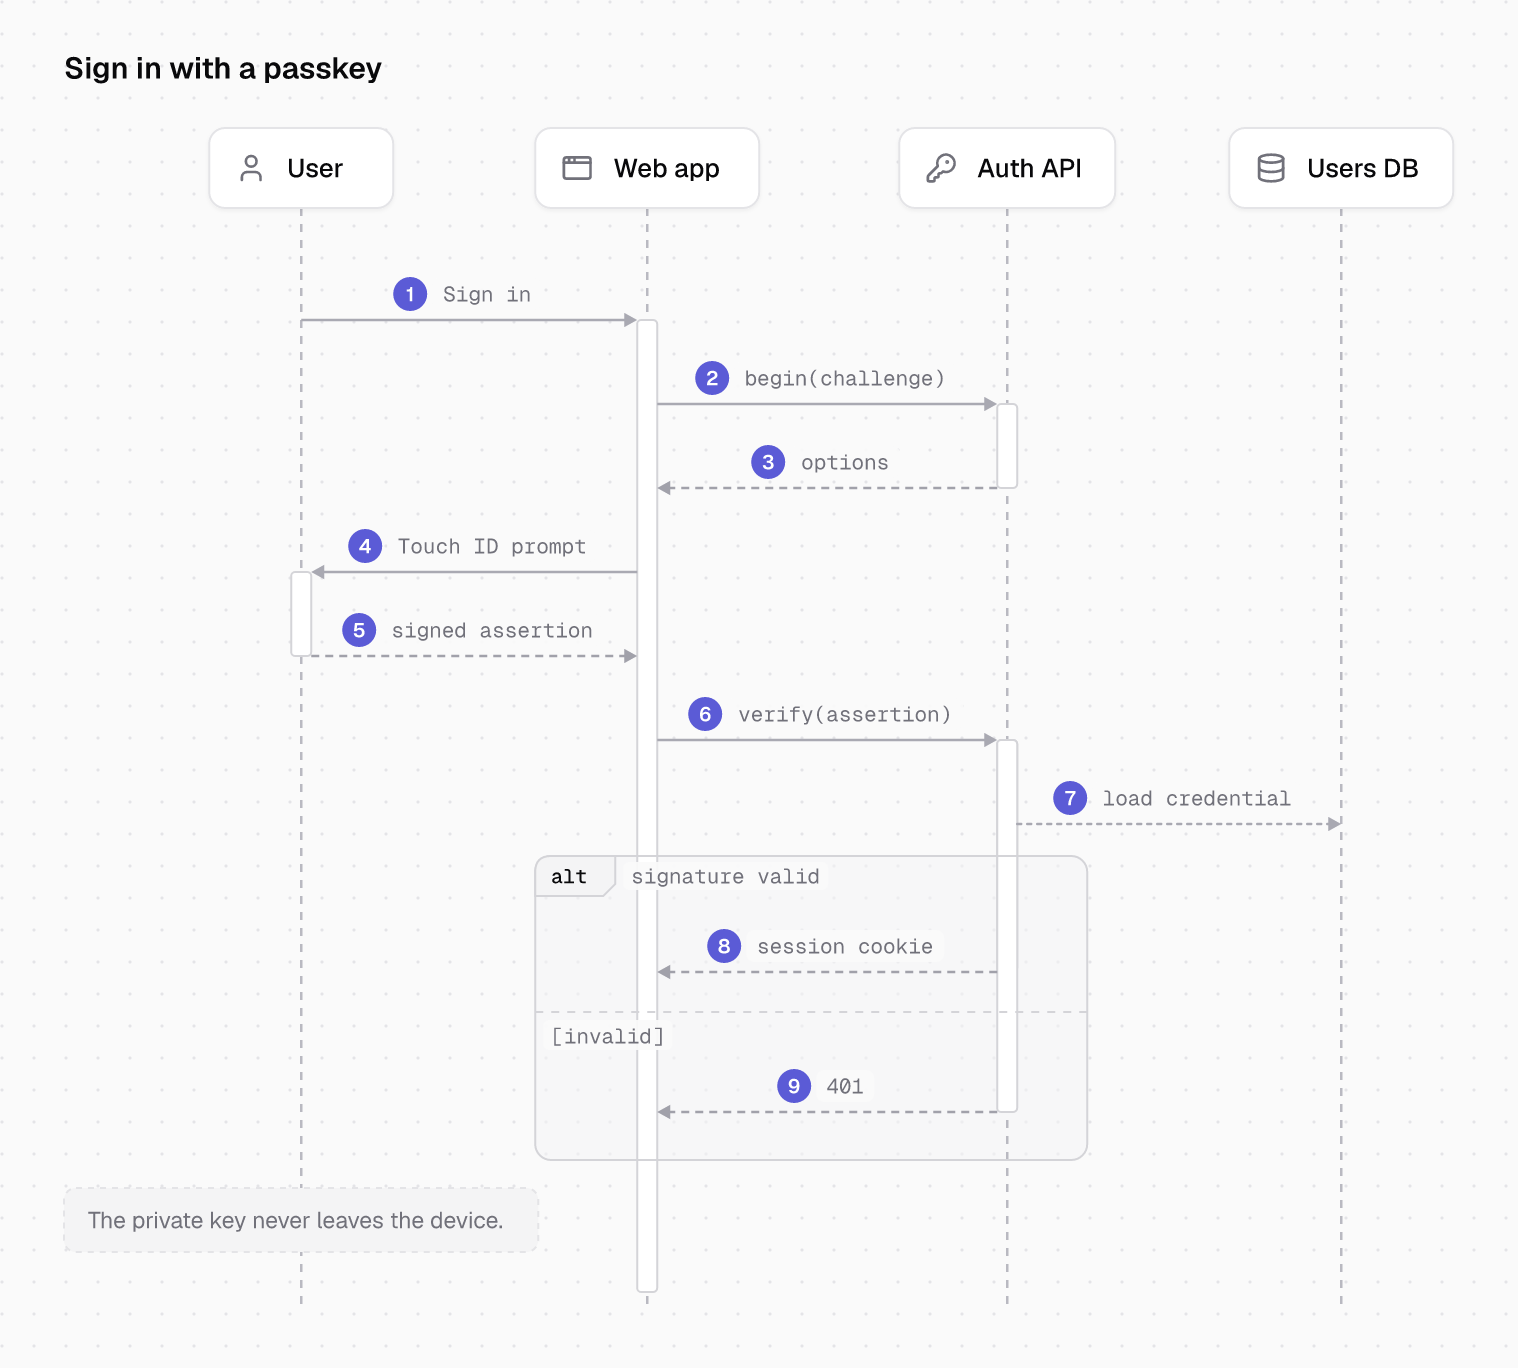 Sign in with a passkey
User
Web app
Auth API
Users DB
1 Sign in
2 begin(challenge)
3 options
4 Touch ID prompt
5 signed assertion
6 verify(assertion)
7 load credential
alt signature valid
8 session cookie
[invalid]
9 401
The private key never leaves the device.